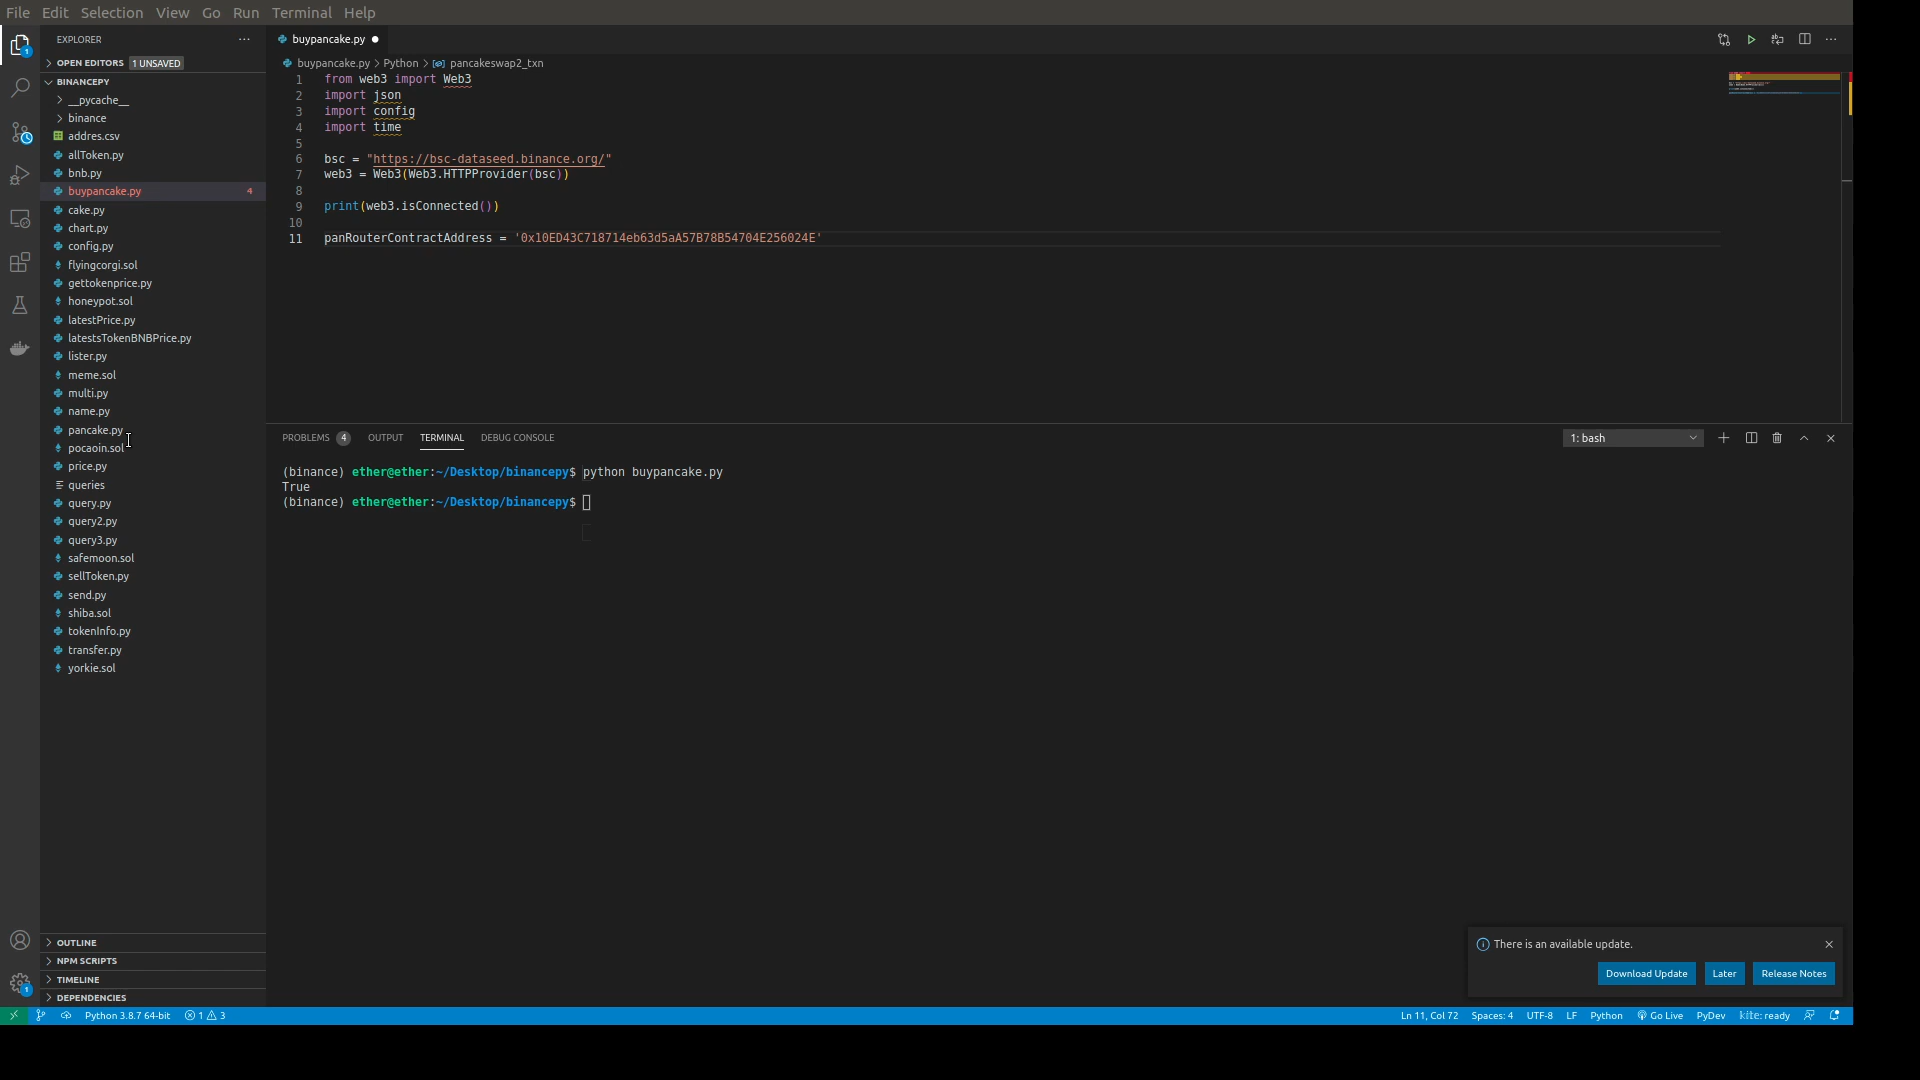 File Edit Selection View Go Run Terminal Help
EXPLORER ···
OPEN EDITORS 1 UNSAVED
BINANCEPY
__pycache__
binance
addres.csv
allToken.py
bnb.py
buypancake.py 4
cake.py
chart.py
config.py
flyingcorgi.sol
gettokenprice.py
honeypot.sol
latestPrice.py
latestsTokenBNBPrice.py
lister.py
meme.sol
multi.py
name.py
pancake.py
pocaoin.sol
price.py
queries
query.py
query2.py
query3.py
safemoon.sol
sellToken.py
send.py
shiba.sol
tokenInfo.py
transfer.py
yorkie.sol
OUTLINE
NPM SCRIPTS
TIMELINE
DEPENDENCIES
buypancake.py
buypancake.py > Python > pancakeswap2_txn
1 from web3 import Web3
2 import json
3 import config
4 import time
5
6 bsc = "https://bsc-dataseed.binance.org/"
7 web3 = Web3(Web3.HTTPProvider(bsc))
8
9 print(web3.isConnected())
10
11 panRouterContractAddress = '0x10ED43C718714eb63d5aA57B78B54704E256024E'
PROBLEMS 4 OUTPUT TERMINAL DEBUG CONSOLE 1: bash
(binance) ether@ether:~/Desktop/binancepy$ python buypancake.py
True
(binance) ether@ether:~/Desktop/binancepy$
There is an available update.
Download Update Later Release Notes
1
1
Python 3.8.7 64-bit 1 3 Ln 11, Col 72 Spaces: 4 UTF-8 LF Python Go Live PyDev kite: ready